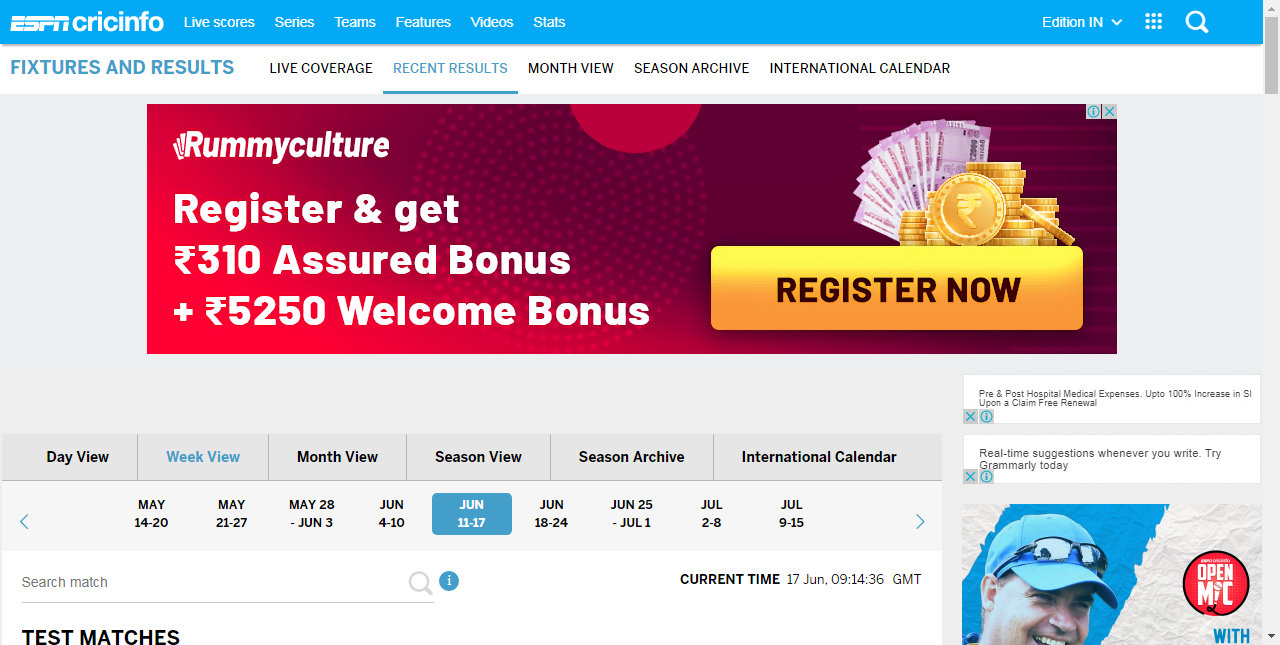 ESPN cricinfo Live scores Series Teams Features Videos Stats Edition IN
FIXTURES AND RESULTS LIVE COVERAGE RECENT RESULTS MONTH VIEW SEASON ARCHIVE INTERNATIONAL CALENDAR
Rummyculture
Register & get
₹310 Assured Bonus
+ ₹5250 Welcome Bonus
REGISTER NOW
Pre & Post Hospital Medical Expenses. Upto 100% Increase in SI
Upon a Claim Free Renewal
Real-time suggestions whenever you write. Try
Grammarly today
Day View Week View Month View Season View Season Archive International Calendar
MAY MAY MAY 28 JUN JUN JUN JUN 25 JUL JUL
14-20 21-27 - JUN 3 4-10 11-17 18-24 - JUL 1 2-8 9-15
Search match
CURRENT TIME 17 Jun, 09:14:36 GMT
TEST MATCHES
ESPN cricinfo
OPEN
MIC
WITH